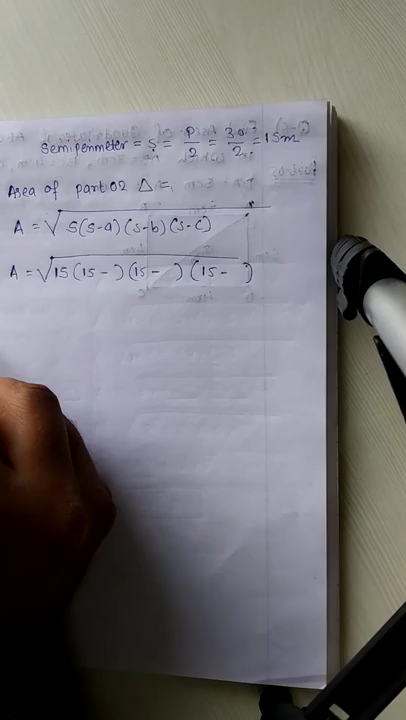 Semiperimeter = S = P/2 = 30/2 = 15m
Area of part 02 Δ =
A = √S(S-a)(S-b)(S-c)
A = √15(15 - )(15 - )(15 - )